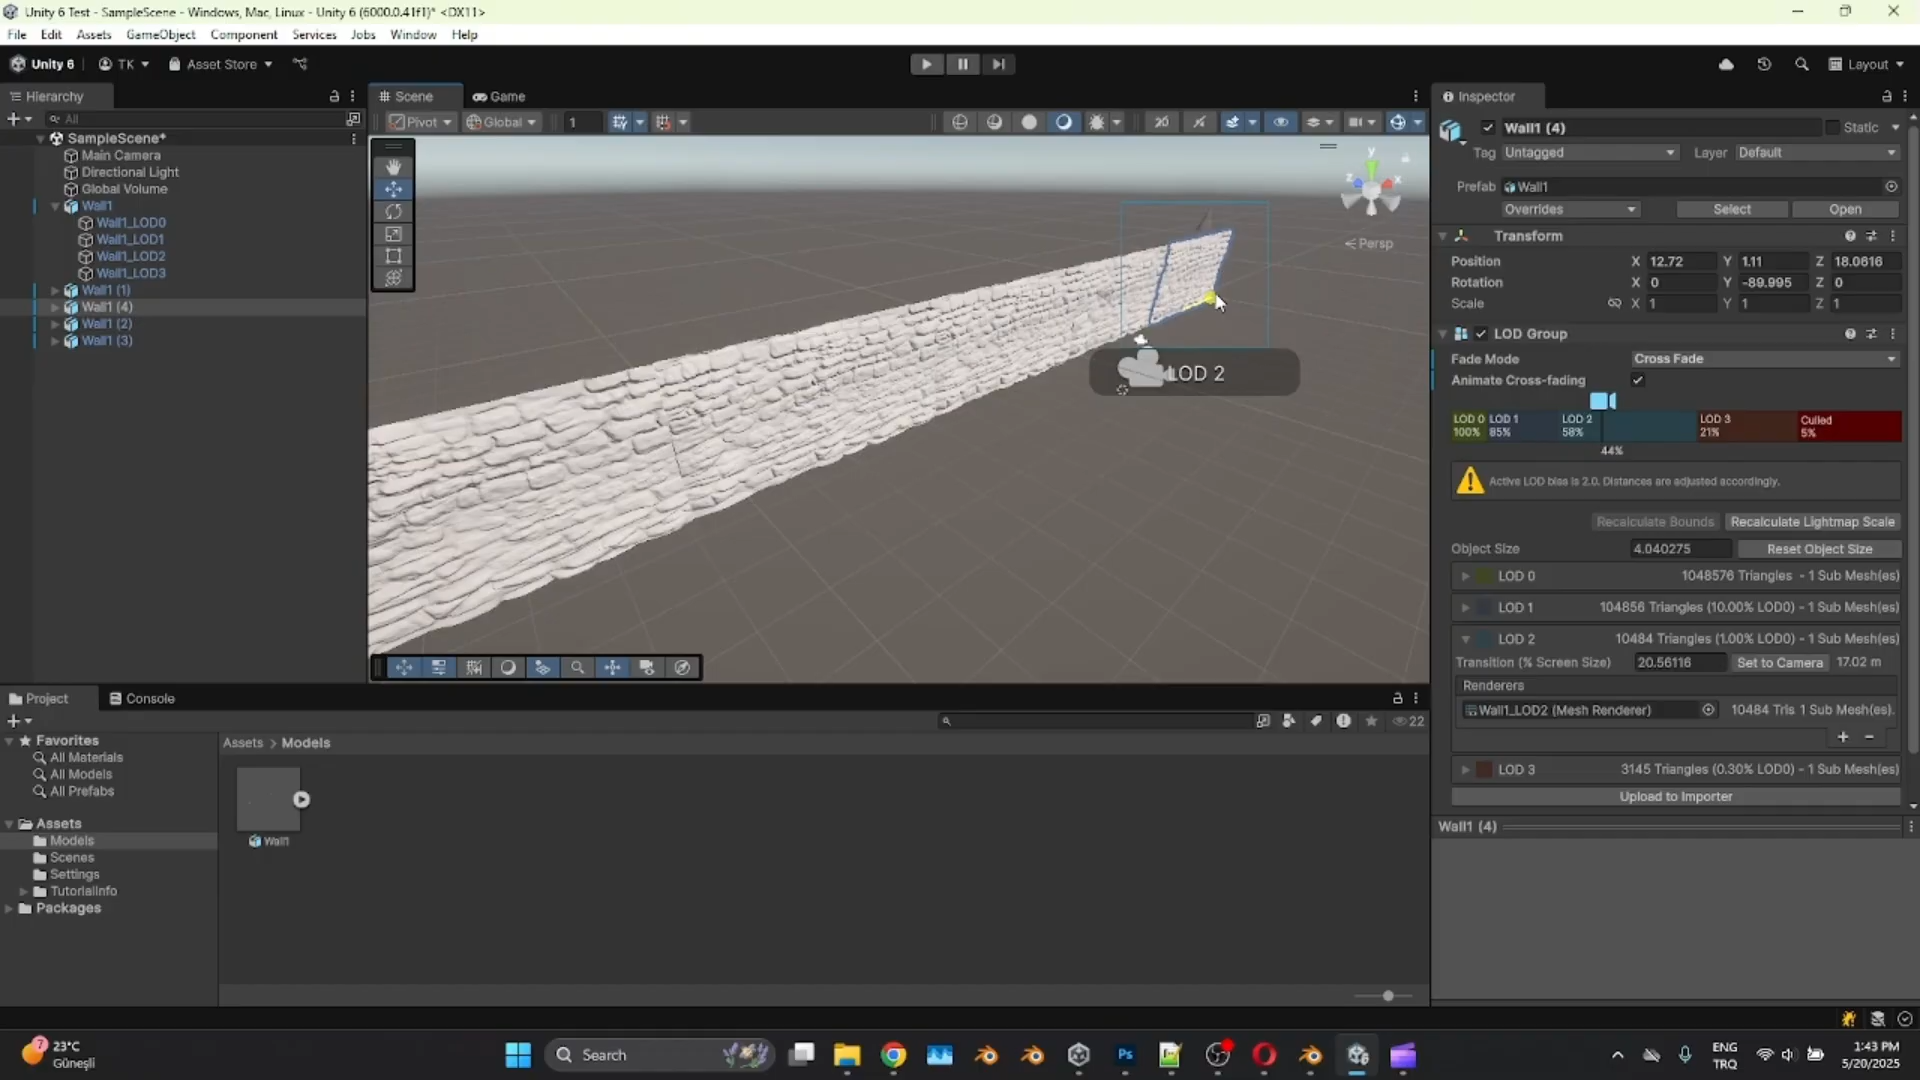 Unity 6 Test - SampleScene - Windows, Mac, Linux - Unity 6 (6000.0.41f1)* <DX11>
File Edit Assets GameObject Component Services Jobs Window Help
Unity 6 TK Asset Store Layout
Hierarchy
All
SampleScene*
Main Camera
Directional Light
Global Volume
Wall1
Wall1_LOD0
Wall1_LOD1
Wall1_LOD2
Wall1_LOD3
Wall1 (1)
Wall1 (4)
Wall1 (2)
Wall1 (3)
Scene Game
Pivot Global 1 2D
y
z x
Persp
LOD 2
Inspector
Wall1 (4) Static
Tag Untagged Layer Default
Prefab Wall1
Overrides Select Open
Transform
Position X 12.72 Y 1.11 Z 18.0616
Rotation X 0 Y -89.995 Z 0
Scale X 1 Y 1 Z 1
LOD Group
Fade Mode Cross Fade
Animate Cross-fading
LOD 0 LOD 1 LOD 2 LOD 3 Culled
100% 85% 58% 21% 5%
44%
Active LOD bias is 2.0. Distances are adjusted accordingly.
Recalculate Bounds Recalculate Lightmap Scale
Object Size 4.040275 Reset Object Size
LOD 0 1048576 Triangles - 1 Sub Mesh(es)
LOD 1 104856 Triangles (10.00% LOD0) - 1 Sub Mesh(es)
LOD 2 10484 Triangles (1.00% LOD0) - 1 Sub Mesh(es)
Transition (% Screen Size) 20.56116 Set to Camera 17.02 m
Renderers
Wall1_LOD2 (Mesh Renderer) 10484 Tris 1 Sub Mesh(es).
+ -
LOD 3 3145 Triangles (0.30% LOD0) - 1 Sub Mesh(es)
Upload to Importer
Wall1 (4)
Project Console
22
Favorites
All Materials
All Models
All Prefabs
Assets
Models
Scenes
Settings
TutorialInfo
Packages
Assets > Models
Wall1
7
23°C
Güneşli
Search
Ps
ENG
TRQ
1:43 PM
5/20/2025